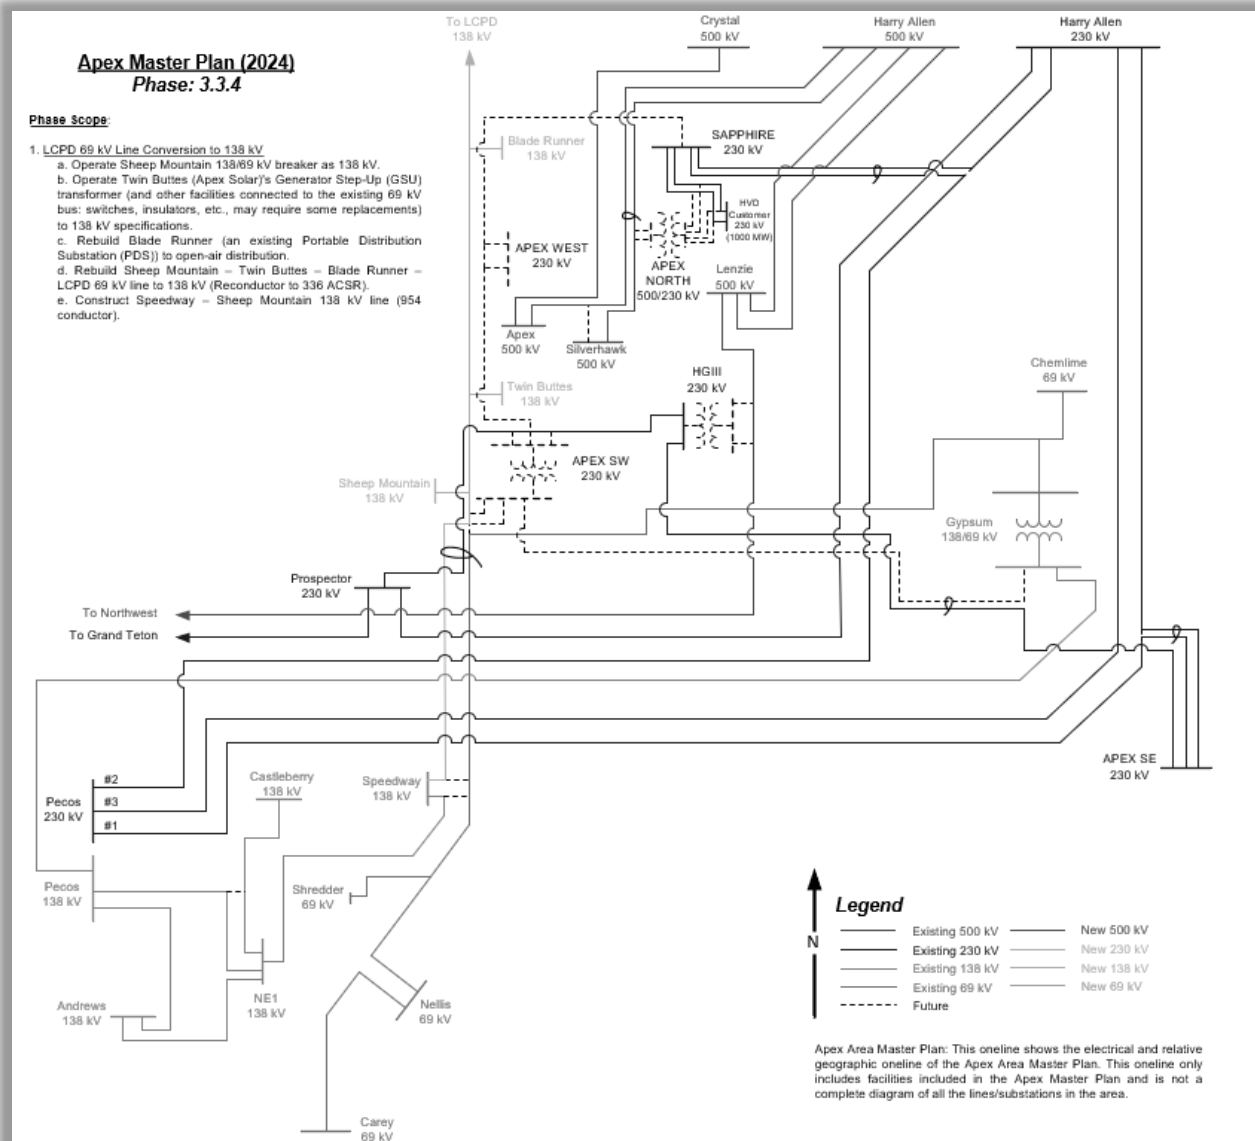 Apex Master Plan (2024)
Phase: 3.3.4
Phase Scope:
1. LCPD 69 kV Line Conversion to 138 kV
a. Operate Sheep Mountain 138/69 kV breaker as 138 kV.
b. Operate Twin Buttes (Apex Solar)'s Generator Step-Up (GSU)
transformer (and other facilities connected to the existing 69 kV
bus: switches, insulators, etc., may require some replacements)
to 138 kV specifications.
c. Rebuild Blade Runner (an existing Portable Distribution
Substation (PDS)) to open-air distribution.
d. Rebuild Sheep Mountain – Twin Buttes – Blade Runner –
LCPD 69 kV line to 138 kV (Reconductor to 336 ACSR).
e. Construct Speedway – Sheep Mountain 138 kV line (954
conductor).
To LCPD
138 kV
Crystal
500 kV
Harry Allen
500 kV
Harry Allen
230 kV
Blade Runner
138 kV
SAPPHIRE
230 kV
HVD
Customer
230 kV
(1000 MW)
APEX WEST
230 kV
APEX
NORTH
500/230 kV
Lenzie
500 kV
Apex
500 kV
Silverhawk
500 kV
Chemlime
69 kV
HGIII
230 kV
Twin Buttes
138 kV
APEX SW
230 kV
Sheep Mountain
138 kV
Gypsum
138/69 kV
Prospector
230 kV
To Northwest
To Grand Teton
APEX SE
230 kV
#2
#3
#1
Pecos
230 kV
Castleberry
138 kV
Speedway
138 kV
Pecos
138 kV
Shredder
69 kV
NE1
138 kV
Andrews
138 kV
Nellis
69 kV
Carey
69 kV
N
Legend
Existing 500 kV
New 500 kV
Existing 230 kV
New 230 kV
Existing 138 kV
New 138 kV
Existing 69 kV
New 69 kV
Future
Apex Area Master Plan: This oneline shows the electrical and relative
geographic oneline of the Apex Area Master Plan. This oneline only
includes facilities included in the Apex Master Plan and is not a
complete diagram of all the lines/substations in the area.